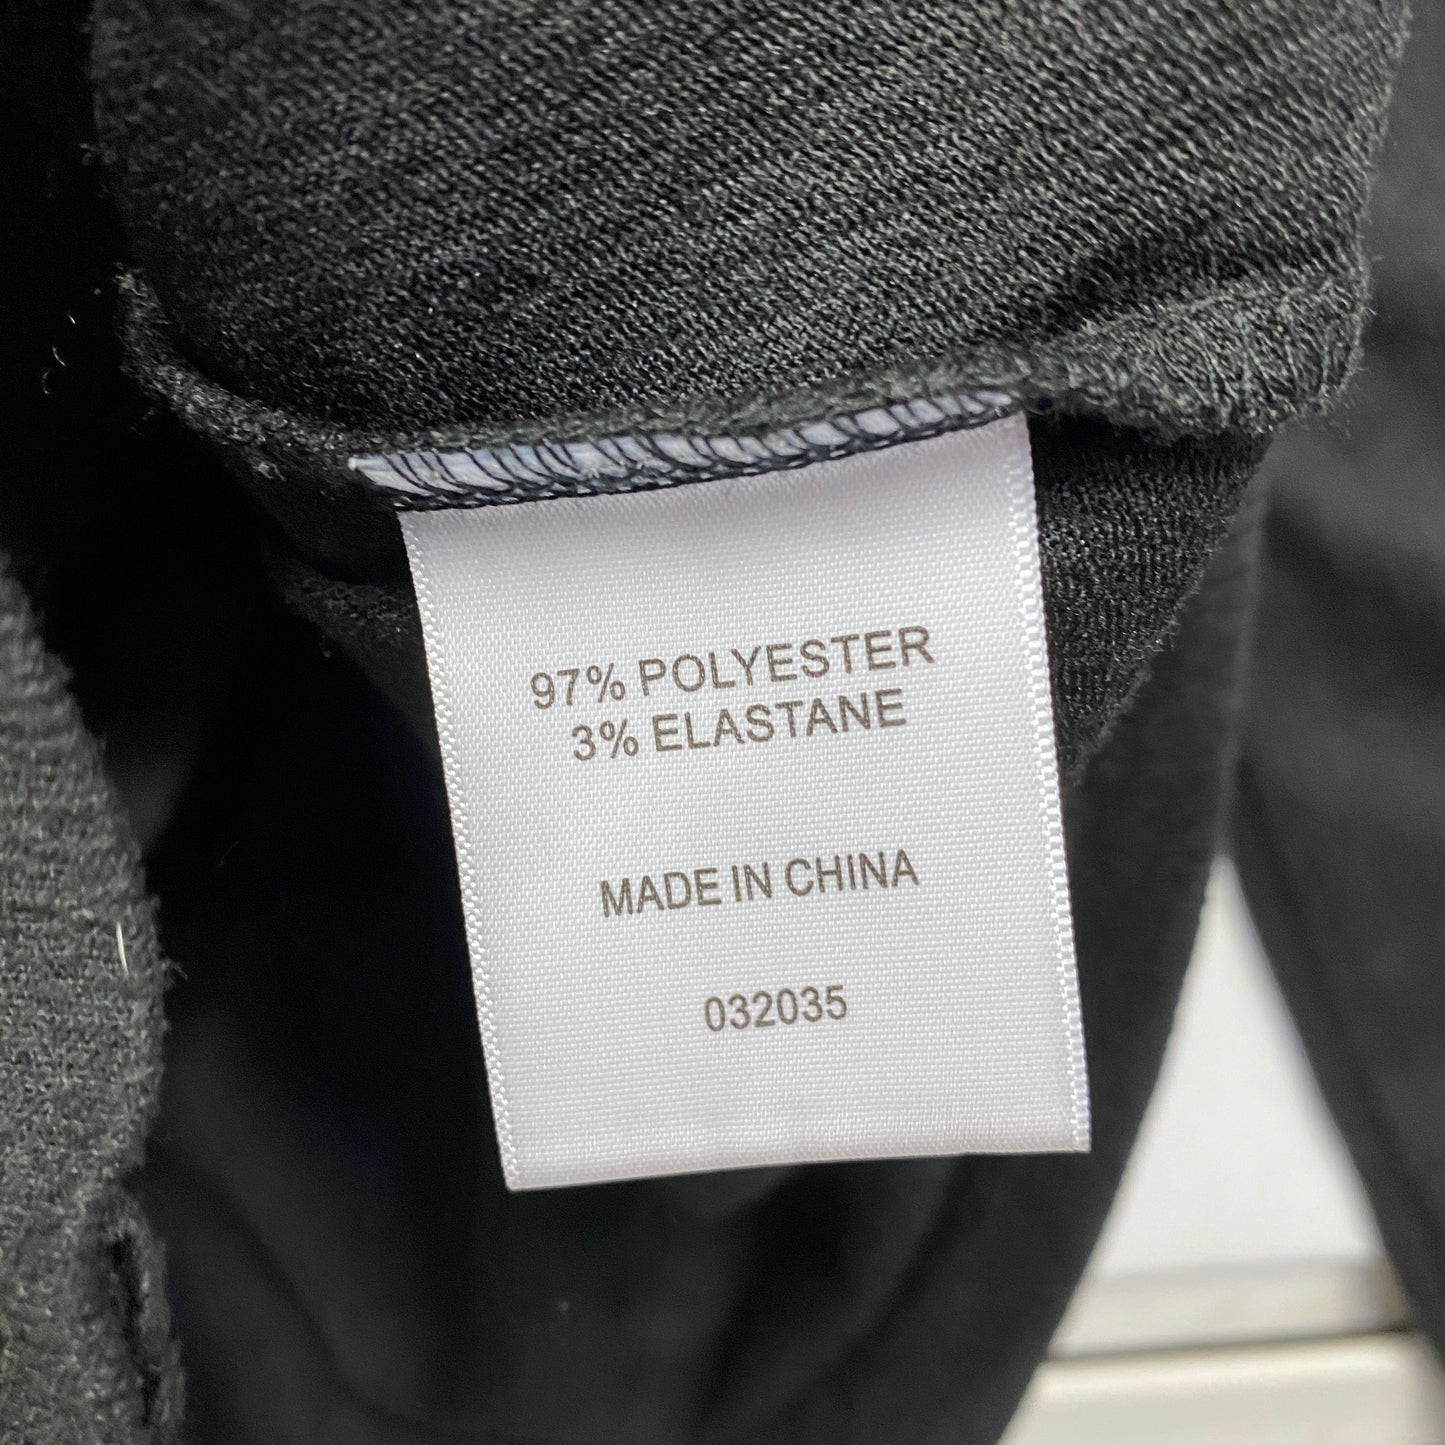 97% POLYESTER
3% ELASTANE
MADE IN CHINA
032035